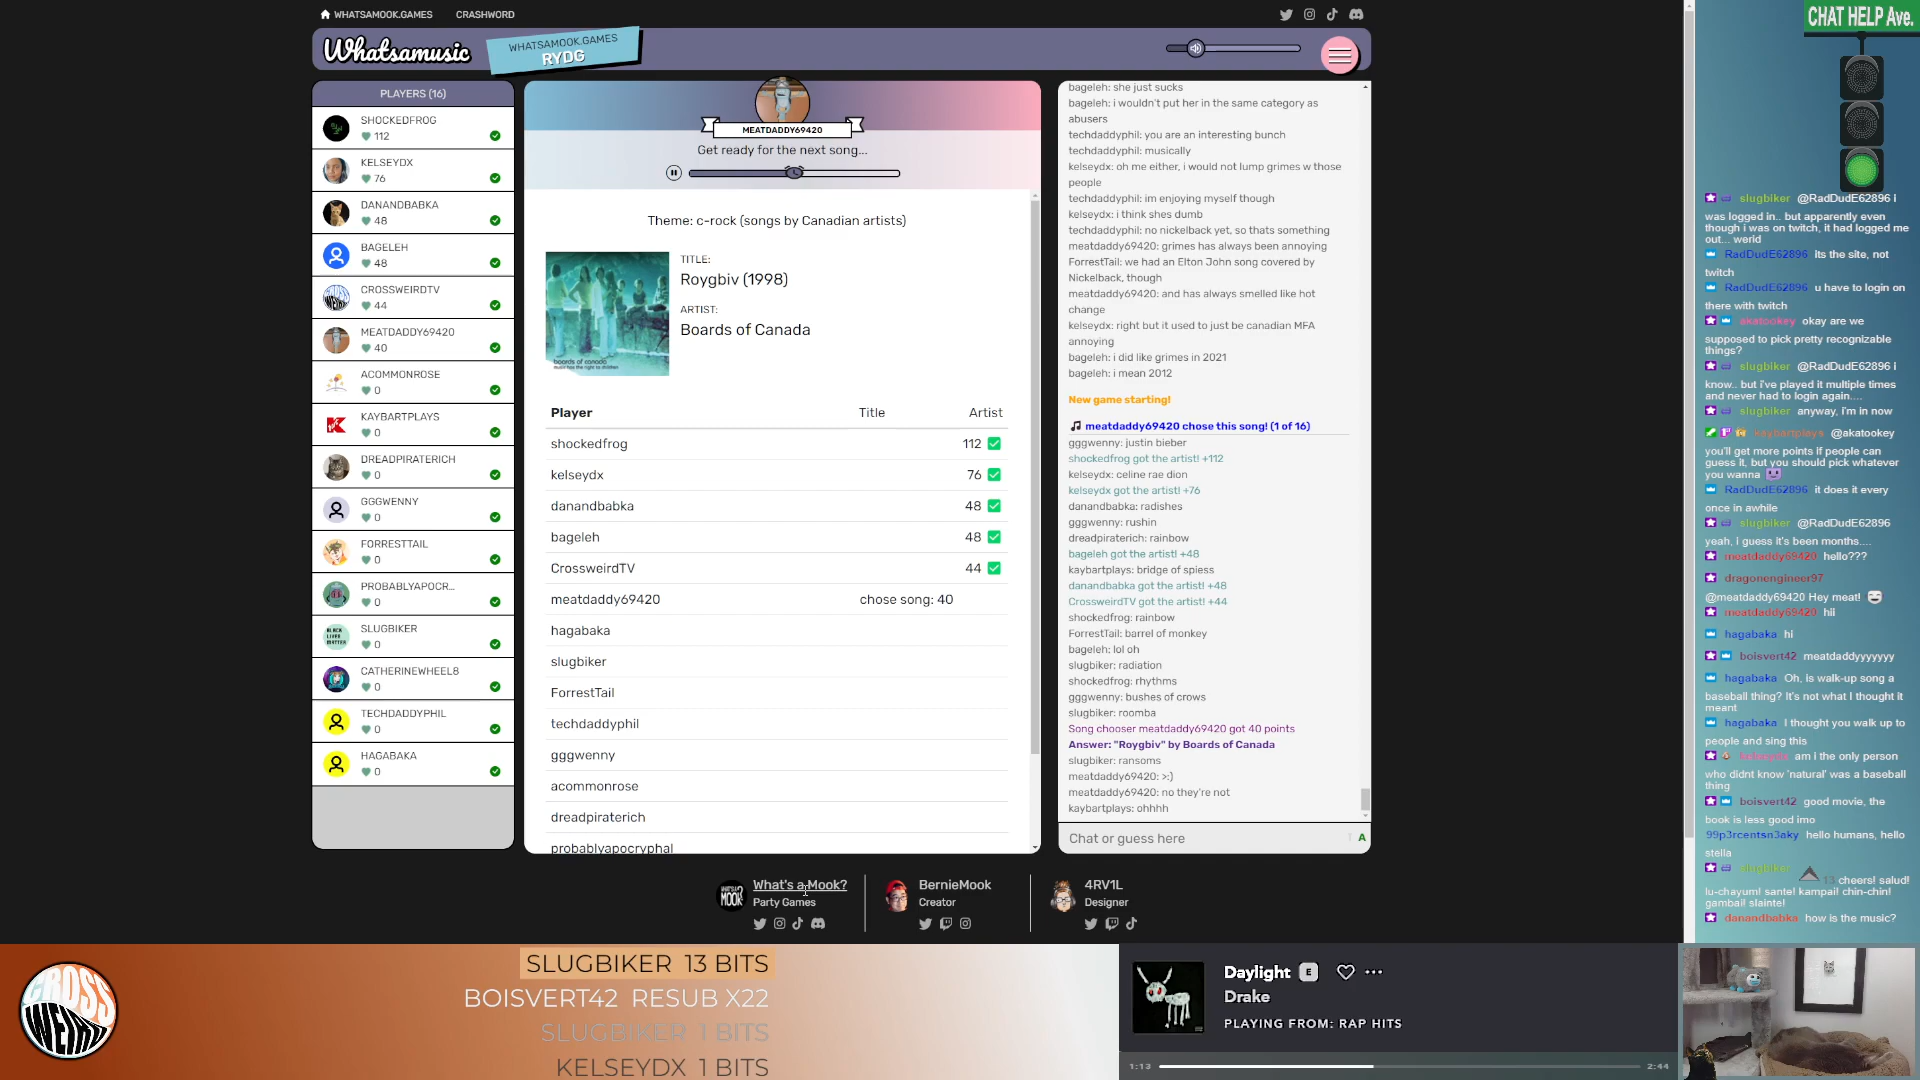 WHATSAMOOK.GAMES
CRASHWORD
Whatsamusic
WHATSAMOOK.GAMES
RYDG
PLAYERS (16)
SHOCKEDFROG
112
KELSEYDX
76
DANANDBABKA
48
BAGELEH
48
CROSSWEIRDTV
44
MEATDADDY69420
40
ACOMMONROSE
0
KAYBARTPLAYS
0
DREADPIRATERICH
0
GGGWENNY
0
FORRESTTAIL
0
PROBABLYAPOCR...
0
SLUGBIKER
0
CATHERINEWHEEL8
0
TECHDADDYPHIL
0
HAGABAKA
0
MEATDADDY69420
Get ready for the next song...
Theme: c-rock (songs by Canadian artists)
TITLE:
Roygbiv (1998)
ARTIST:
Boards of Canada
boards of canada
music has the right to children
Player Title Artist
shockedfrog 112
kelseydx 76
danandbabka 48
bageleh 48
CrossweirdTV 44
meatdaddy69420 chose song: 40
hagabaka
slugbiker
ForrestTail
techdaddyphil
gggwenny
acommonrose
dreadpiraterich
probablyapocryphal
bageleh: she just sucks
bageleh: i wouldn't put her in the same category as
abusers
techdaddyphil: you are an interesting bunch
techdaddyphil: musically
kelseydx: oh me either, i would not lump grimes w those
people
techdaddyphil: im enjoying myself though
kelseydx: i think shes dumb
techdaddyphil: no nickelback yet, so thats something
meatdaddy69420: grimes has always been annoying
ForrestTail: we had an Elton John song covered by
Nickelback, though
meatdaddy69420: and has always smelled like hot
change
kelseydx: right but it used to just be canadian MFA
annoying
bageleh: i did like grimes in 2021
bageleh: i mean 2012
New game starting!
meatdaddy69420 chose this song! (1 of 16)
gggwenny: justin bieber
shockedfrog got the artist! +112
kelseydx: celine rae dion
kelseydx got the artist! +76
danandbabka: radishes
gggwenny: rushin
dreadpiraterich: rainbow
bageleh got the artist! +48
kaybartplays: bridge of spiess
danandbabka got the artist! +48
CrossweirdTV got the artist! +44
shockedfrog: rainbow
ForrestTail: barrel of monkey
bageleh: lol oh
slugbiker: radiation
shockedfrog: rhythms
gggwenny: bushes of crows
slugbiker: roomba
Song chooser meatdaddy69420 got 40 points
Answer: "Roygbiv" by Boards of Canada
slugbiker: ransoms
meatdaddy69420: >:)
meatdaddy69420: no they're not
kaybartplays: ohhhh
Chat or guess here
A
WHAT'S A MOOK?
What's a Mook?
Party Games
BernieMook
Creator
4RV1L
Designer
CHAT HELP Ave.
slugbiker @RadDudE62896 i
was logged in.. but apparently even
though i was on twitch, it had logged me
out... werid
RadDudE62896 its the site, not
twitch
RadDudE62896 u have to login on
there with twitch
akatookey okay are we
supposed to pick pretty recognizable
things?
slugbiker @RadDudE62896 i
know.. but i've played it multiple times
and never had to login again....
slugbiker anyway, i'm in now
kaybartplays @akatookey
you'll get more points if people can
guess it, but you should pick whatever
you wanna
RadDudE62896 it does it every
once in awhile
slugbiker @RadDudE62896
yeah, i guess it's been months....
meatdaddy69420 hello???
dragonengineer97
@meatdaddy69420 Hey meat!
meatdaddy69420 hii
hagabaka hi
boisvert42 meatdaddyyyyyy
hagabaka Oh, is walk-up song a
baseball thing? It's not what I thought it
meant
hagabaka I thought you walk up to
people and sing this
am i the only person
who didnt know 'natural' was a baseball
thing
boisvert42 good movie, the
book is less good imo
99p3rcentsn3aky hello humans, hello
stella
slugbiker 13 cheers! salud!
lu-chayum! sante! kampai! chin-chin!
gambai! slainte!
danandbabka how is the music?
CROSS
WEIRD
SLUGBIKER 13 BITS
BOISVERT42 RESUB X22
SLUGBIKER 1 BITS
KELSEYDX 1 BITS
Daylight E
Drake
PLAYING FROM: RAP HITS
1:13
2:44